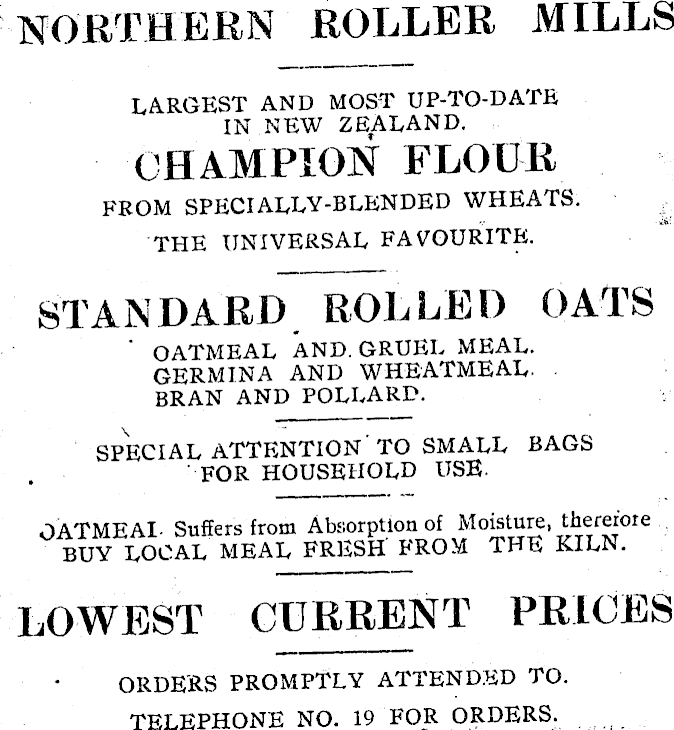 NORTHERN ROLLER MILLS
LARGEST AND MOST UP-TO-DATE
IN NEW ZEALAND.
CHAMPION FLOUR
FROM SPECIALLY-BLENDED WHEATS.
THE UNIVERSAL FAVOURITE.
STANDARD ROLLED OATS
OATMEAL AND GRUEL MEAL.
GERMINA AND WHEATMEAL.
BRAN AND POLLARD.
SPECIAL ATTENTION TO SMALL BAGS
FOR HOUSEHOLD USE.
OATMEAL Suffers from Absorption of Moisture, therefore
BUY LOCAL MEAL FRESH FROM THE KILN.
LOWEST CURRENT PRICES
ORDERS PROMPTLY ATTENDED TO.
TELEPHONE NO. 19 FOR ORDERS.